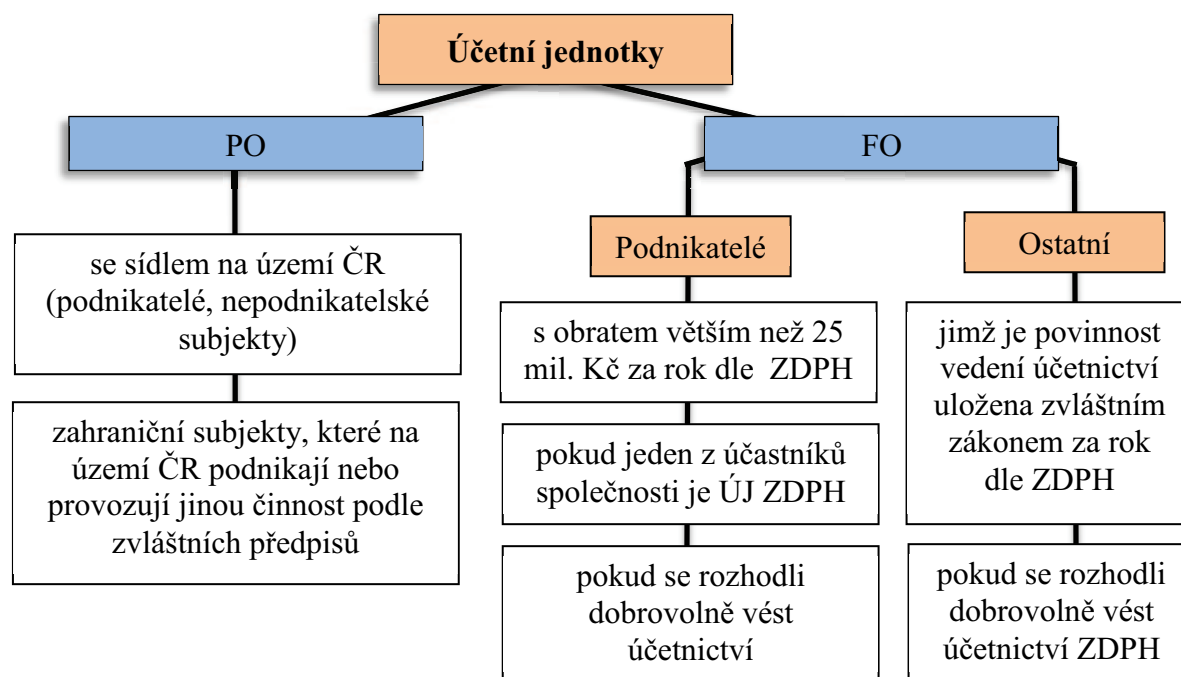 Účetní jednotky
PO
FO
se sídlem na území ČR
(podnikatelé, nepodnikatelské
subjekty)
zahraniční subjekty, které na
území ČR podnikají nebo
provozují jinou činnost podle
zvláštních předpisů
Podnikatelé
s obratem větším než 25
mil. Kč za rok dle ZDPH
pokud jeden z účastníků
společnosti je ÚJ ZDPH
pokud se rozhodli
dobrovolně vést
účetnictví
Ostatní
jimž je povinnost
vedení účetnictví
uložena zvláštním
zákonem za rok
dle ZDPH
pokud se rozhodli
dobrovolně vést
účetnictví ZDPH